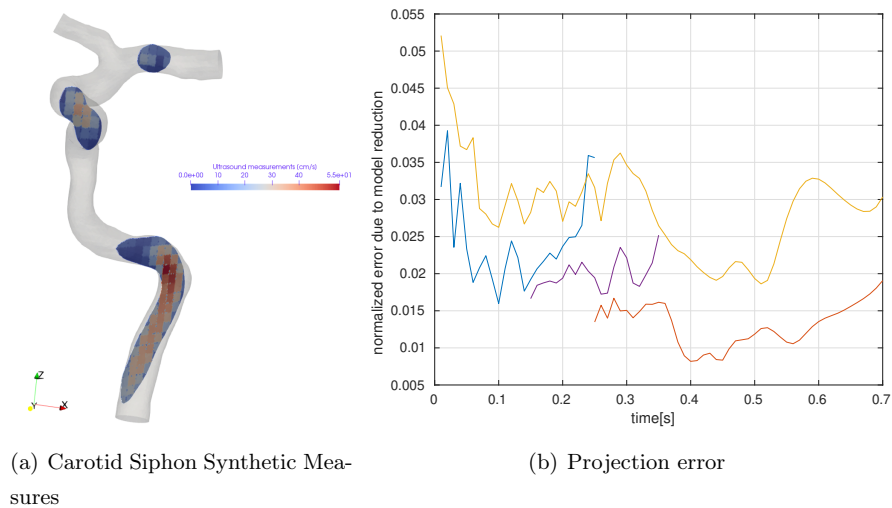 Ultrasound measurements (cm/s)
0.0e+00 10 20 30 40 5.5e+01
Z
Y
X
0.055
0.05
0.045
0.04
0.035
0.03
0.025
0.02
0.015
0.01
0.005
normalized error due to model reduction
0 0.1 0.2 0.3 0.4 0.5 0.6 0.7
time[s]
(a) Carotid Siphon Synthetic Mea-
sures
(b) Projection error